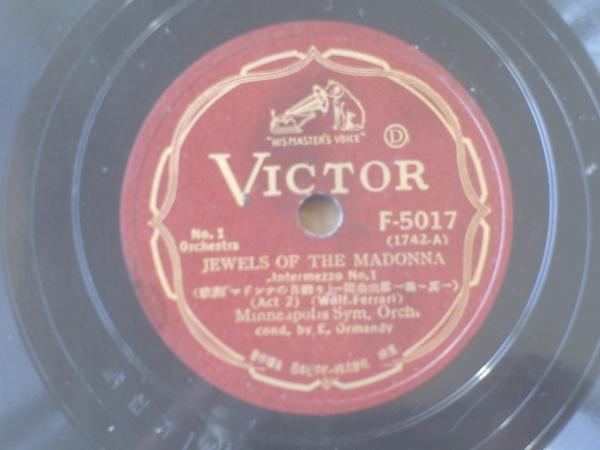 "HIS MASTER'S VOICE"
D
VICTOR
No. 1
Orchestra
F-5017
(1742-A)
JEWELS OF THE MADONNA
Intermezzo No.1
(Act 2) (Wolf.Ferrari)
Minneapolis Sym. Orch.
cond. by E. Ormandy